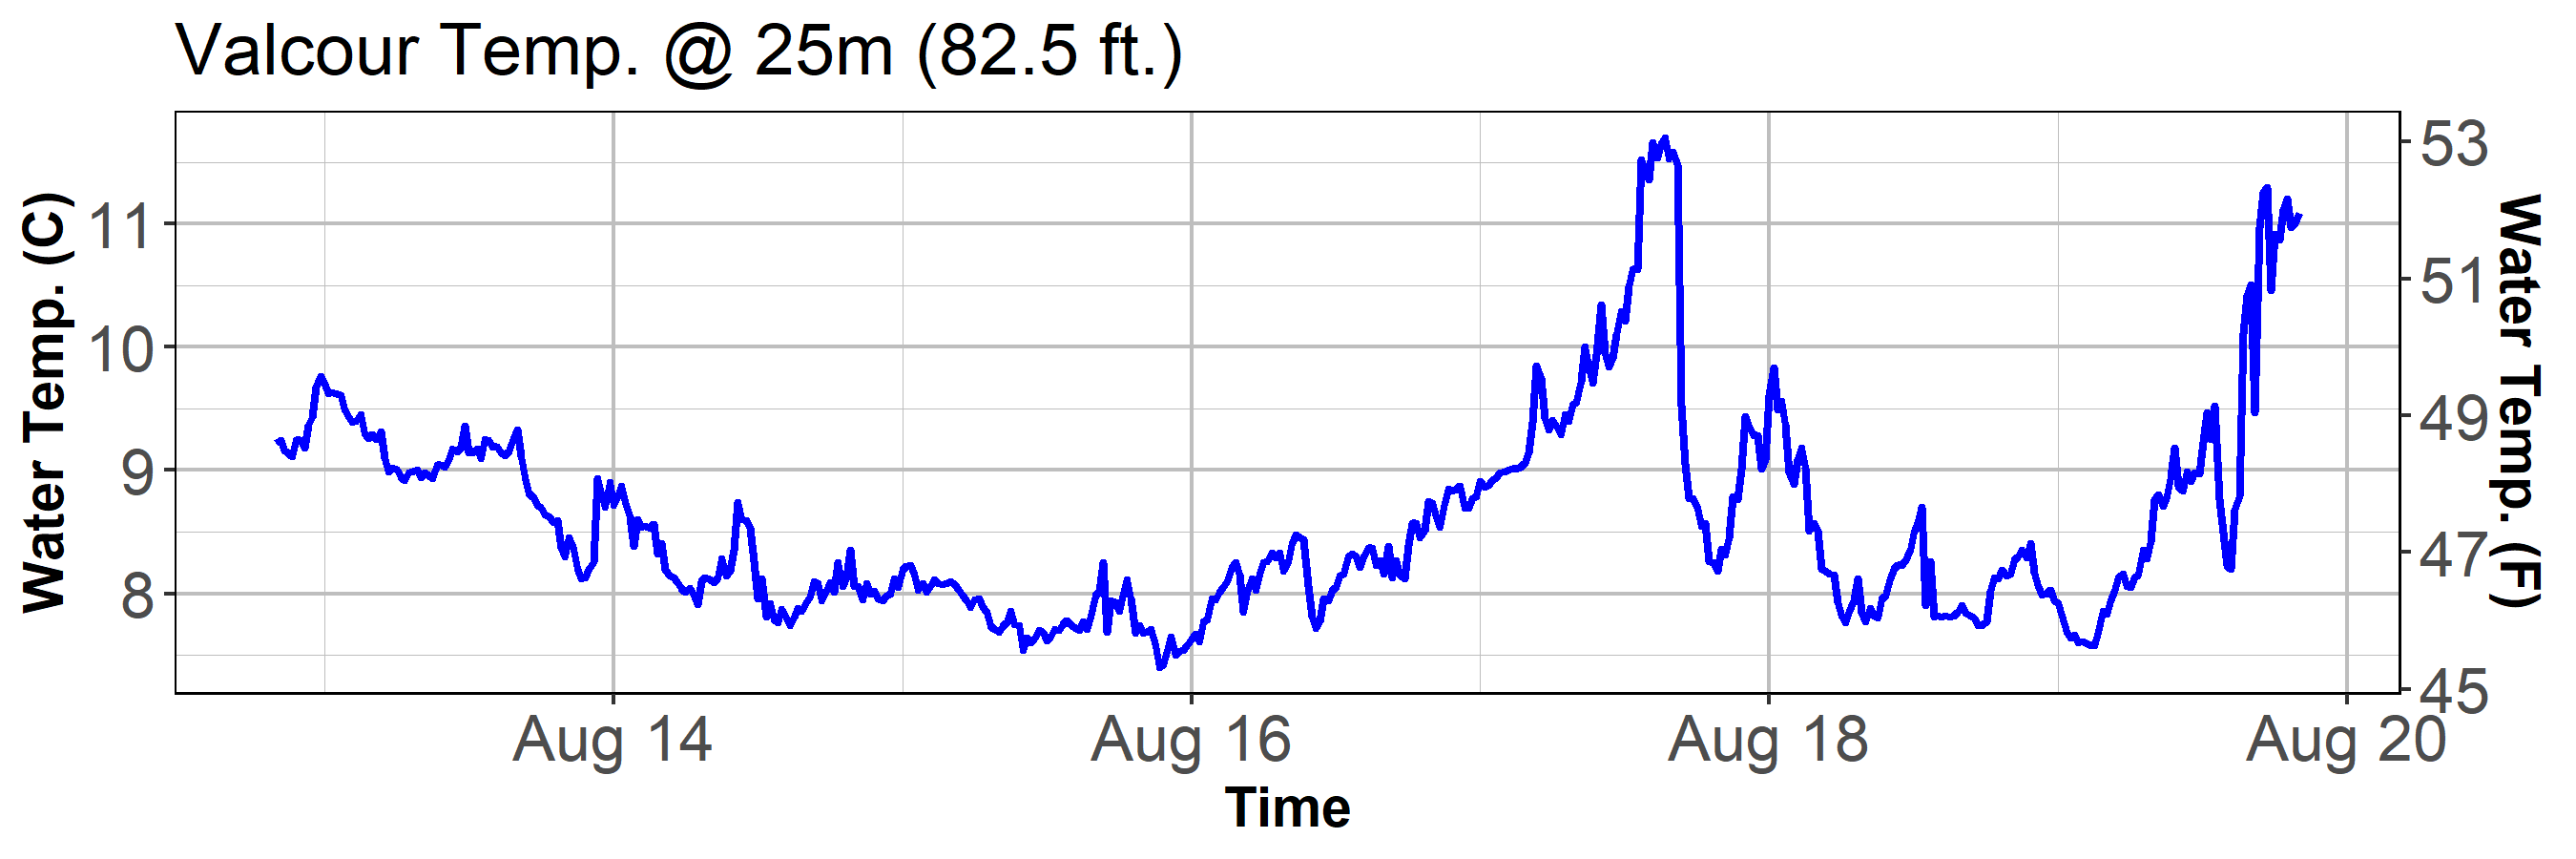 Valcour Temp. @ 25m (82.5 ft.)
Water Temp. (C)
11
10
9
8
53
51
49
47
45
Water Temp. (F)
Aug 14
Aug 16
Aug 18
Aug 20
Time